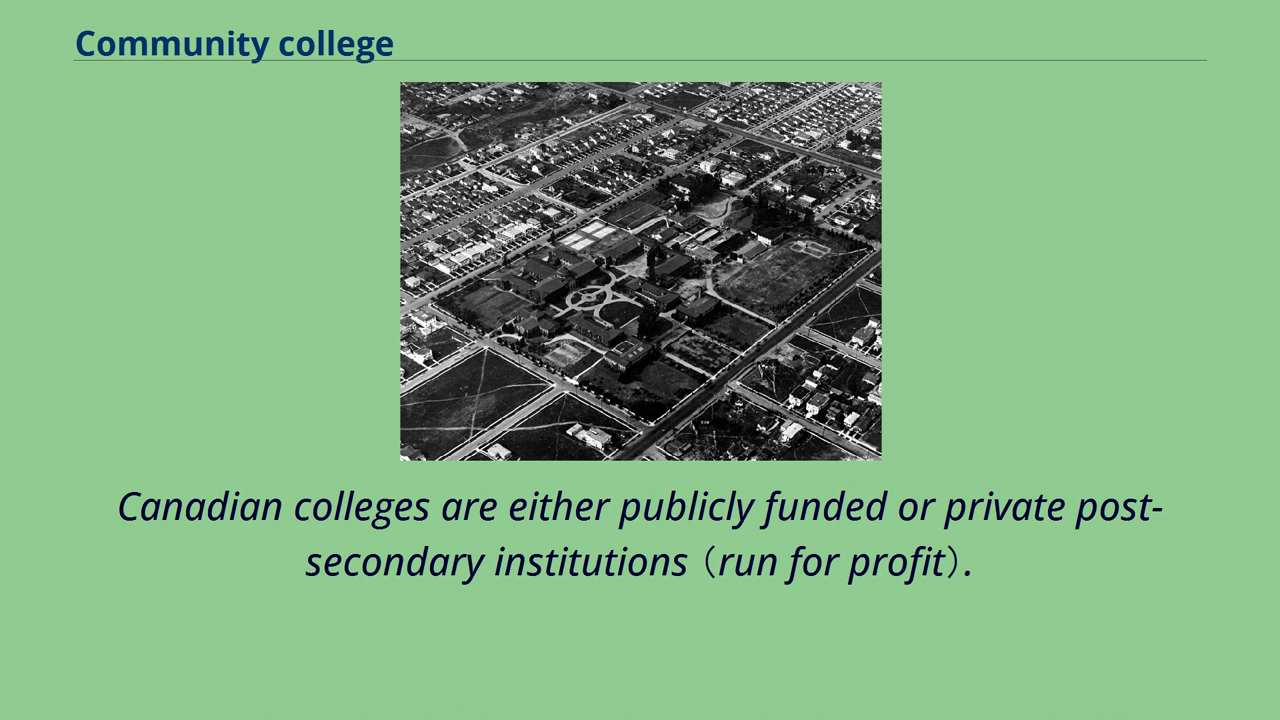 Community college
Canadian colleges are either publicly funded or private post-
secondary institutions（run for profit）.